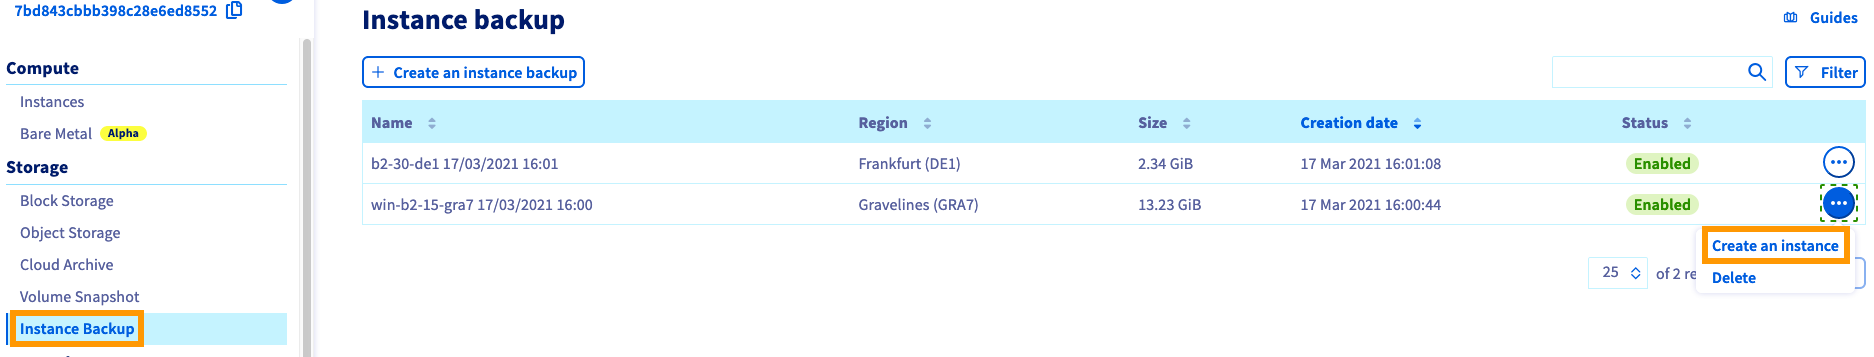 7bd843cbbb398c28e6ed8552
Instance backup
Guides
Compute
Instances
Bare Metal Alpha
Storage
Block Storage
Object Storage
Cloud Archive
Volume Snapshot
Instance Backup
+ Create an instance backup
Filter
Name Region Size Creation date Status
b2-30-de1 17/03/2021 16:01 Frankfurt (DE1) 2.34 GiB 17 Mar 2021 16:01:08 Enabled
win-b2-15-gra7 17/03/2021 16:00 Gravelines (GRA7) 13.23 GiB 17 Mar 2021 16:00:44 Enabled
Create an instance
Delete
25 of 2 re